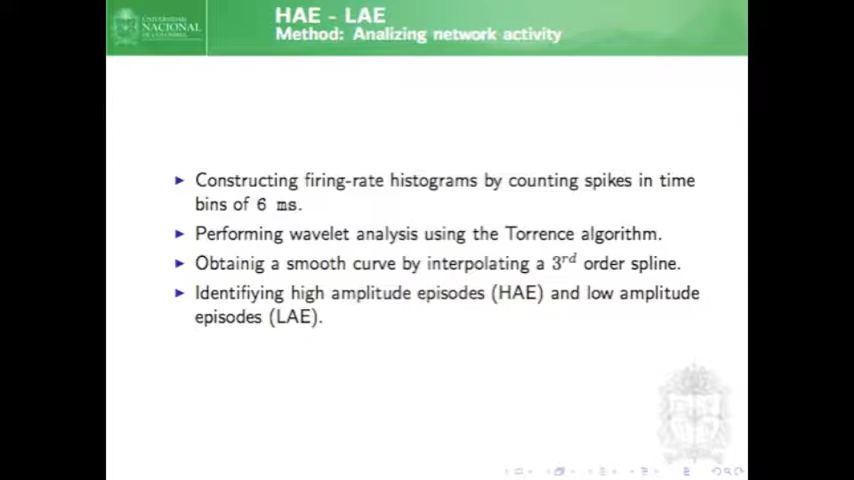 UNIVERSIDAD
NACIONAL
DE COLOMBIA
HAE - LAE
Method: Analizing network activity
▶ Constructing firing-rate histograms by counting spikes in time
bins of 6 ms.
▶ Performing wavelet analysis using the Torrence algorithm.
▶ Obtainig a smooth curve by interpolating a 3rd order spline.
▶ Identifiying high amplitude episodes (HAE) and low amplitude
episodes (LAE).